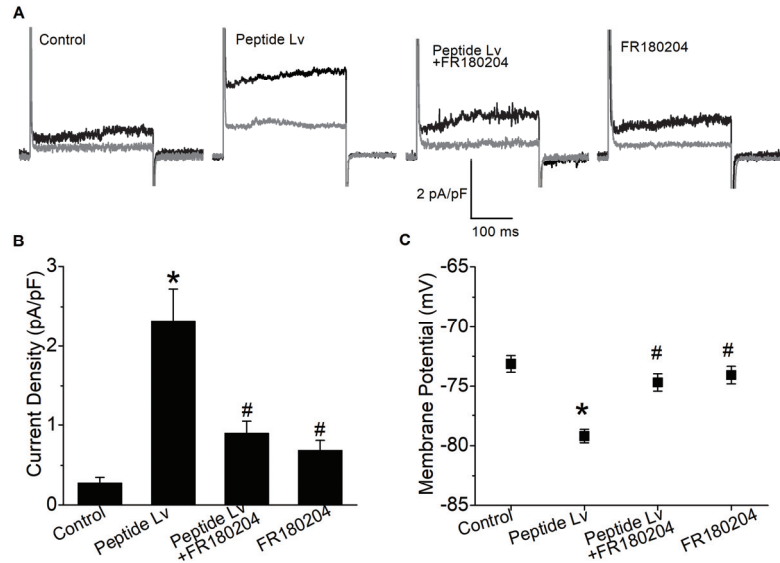 A
Control
Peptide Lv
Peptide Lv
+FR180204
FR180204
2 pA/pF
100 ms
B
Current Density (pA/pF)
3
2
1
0
*
#
#
Control
Peptide Lv
Peptide Lv
+FR180204
FR180204
C
Membrane Potential (mV)
-65
-70
-75
-80
-85
*
#
#
Control
Peptide Lv
Peptide Lv
+FR180204
FR180204